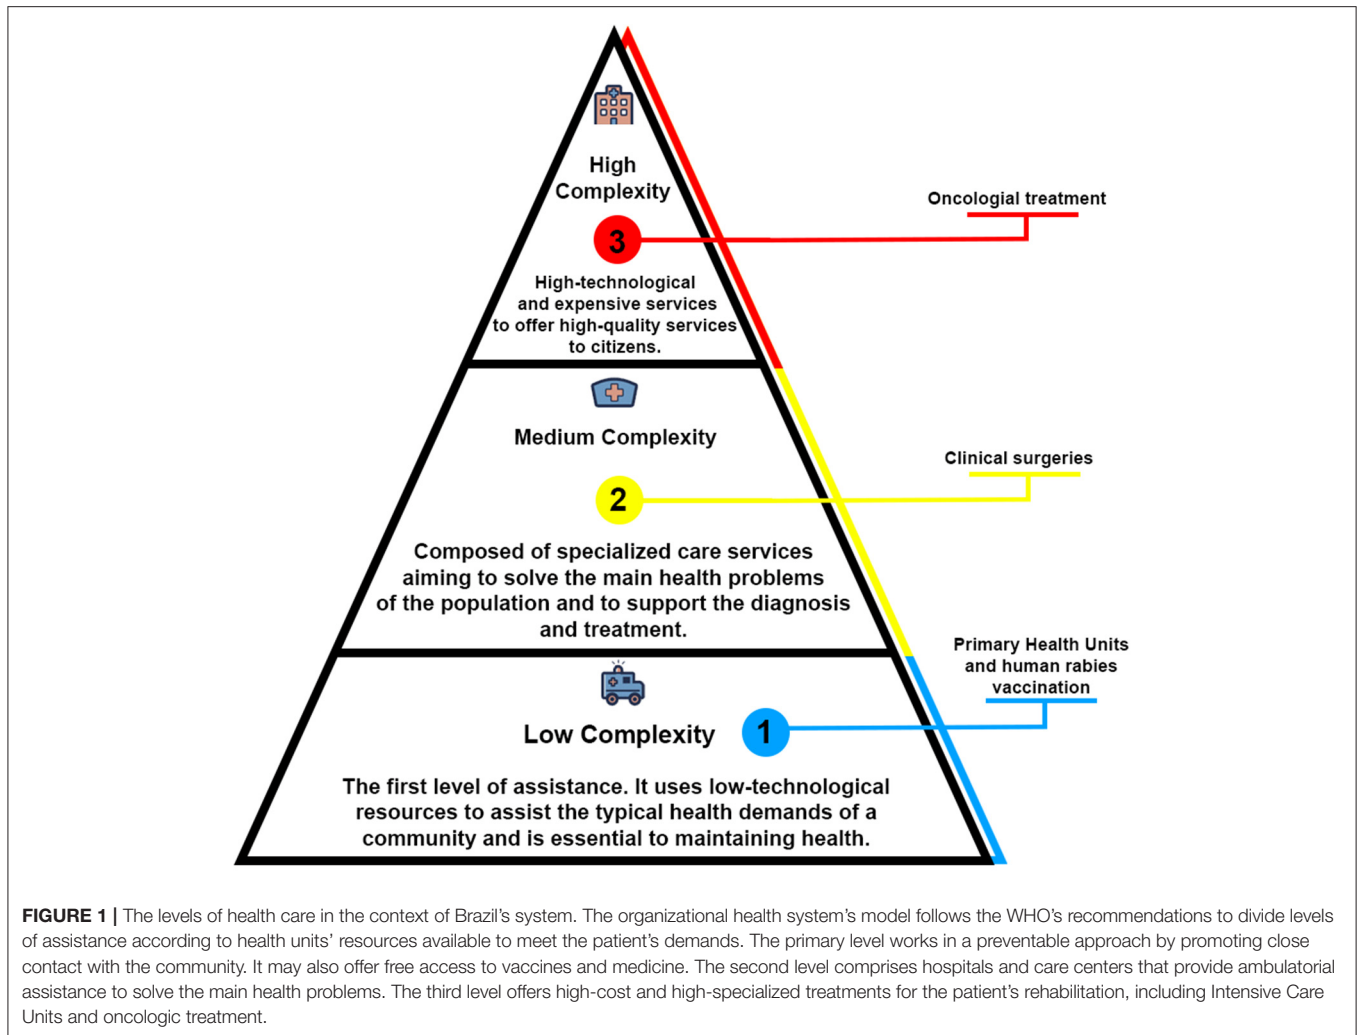 High
Complexity
3
Oncologial treatment
High-technological
and expensive services
to offer high-quality services
to citizens.
Medium Complexity
2
Clinical surgeries
Composed of specialized care services
aiming to solve the main health problems
of the population and to support the diagnosis
and treatment.
Low Complexity
1
Primary Health Units
and human rabies
vaccination
The first level of assistance. It uses low-technological
resources to assist the typical health demands of a
community and is essential to maintaining health.
FIGURE 1 | The levels of health care in the context of Brazil's system. The organizational health system's model follows the WHO's recommendations to divide levels
of assistance according to health units' resources available to meet the patient's demands. The primary level works in a preventable approach by promoting close
contact with the community. It may also offer free access to vaccines and medicine. The second level comprises hospitals and care centers that provide ambulatorial
assistance to solve the main health problems. The third level offers high-cost and high-specialized treatments for the patient's rehabilitation, including Intensive Care
Units and oncologic treatment.